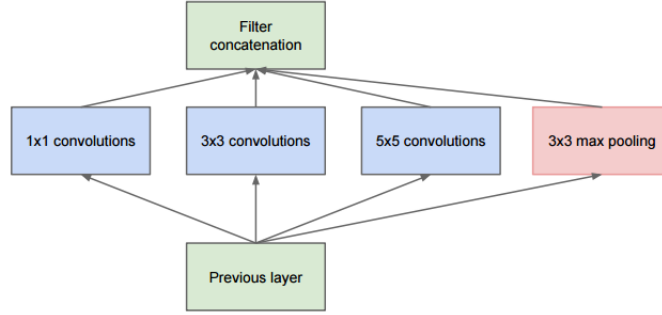 Filter
concatenation
1x1 convolutions
3x3 convolutions
5x5 convolutions
3x3 max pooling
Previous layer